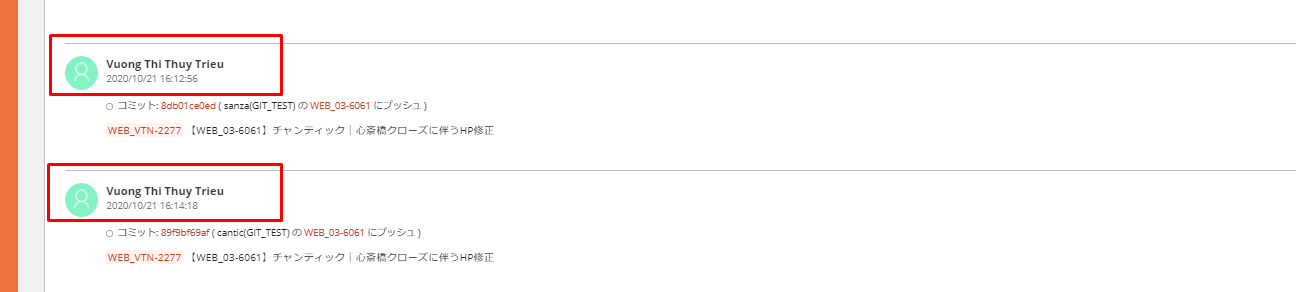 Vuong Thi Thuy Trieu
2020/10/21 16:12:56
コミット: 8db01ce0ed ( sanza(GIT_TEST) の WEB_03-6061 にプッシュ )
WEB_VTN-2277 【WEB_03-6061】チャンティック｜心斎橋クローズに伴うHP修正
Vuong Thi Thuy Trieu
2020/10/21 16:14:18
コミット: 89f9bf69af ( cantic(GIT_TEST) の WEB_03-6061 にプッシュ )
WEB_VTN-2277 【WEB_03-6061】チャンティック｜心斎橋クローズに伴うHP修正